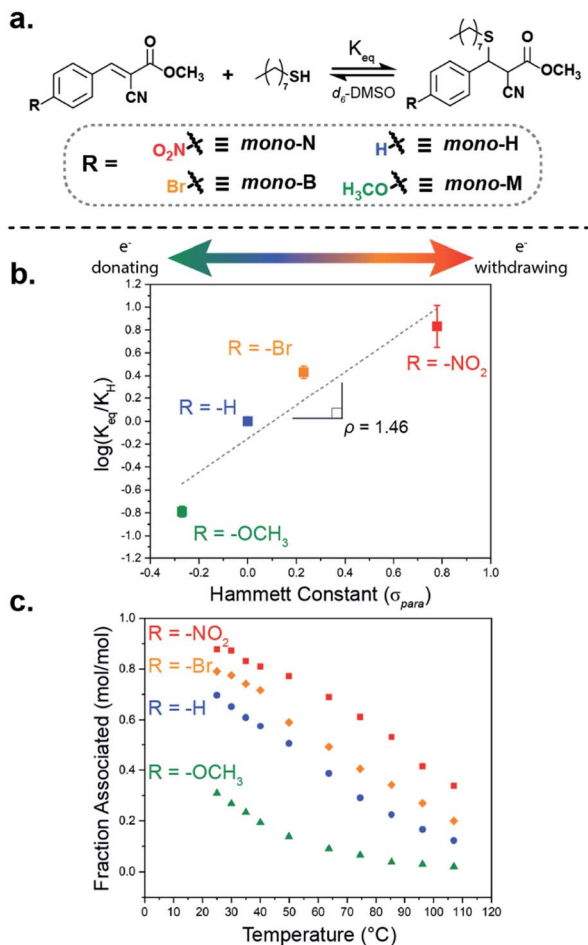 a.
O
OCH₃
CN
R
+
( )₇ SH
K_eq
d₆-DMSO
( )₇
S
O
OCH₃
CN
R
R =
O₂N ≡ mono-N
H ≡ mono-H
Br ≡ mono-B
H₃CO ≡ mono-M
e⁻ donating
e⁻ withdrawing
b.
log(K_eq/K_H)
1.2
1.0
0.8
0.6
0.4
0.2
0.0
-0.2
-0.4
-0.6
-0.8
-1.0
-1.2
R = -Br
R = -NO₂
R = -H
ρ = 1.46
R = -OCH₃
-0.4 -0.2 0.0 0.2 0.4 0.6 0.8 1.0
Hammett Constant (σ_para)
c.
Fraction Associated (mol/mol)
1.0
0.8
0.6
0.4
0.2
0.0
R = -NO₂
R = -Br
R = -H
R = -OCH₃
0 10 20 30 40 50 60 70 80 90 100 110 120
Temperature (°C)